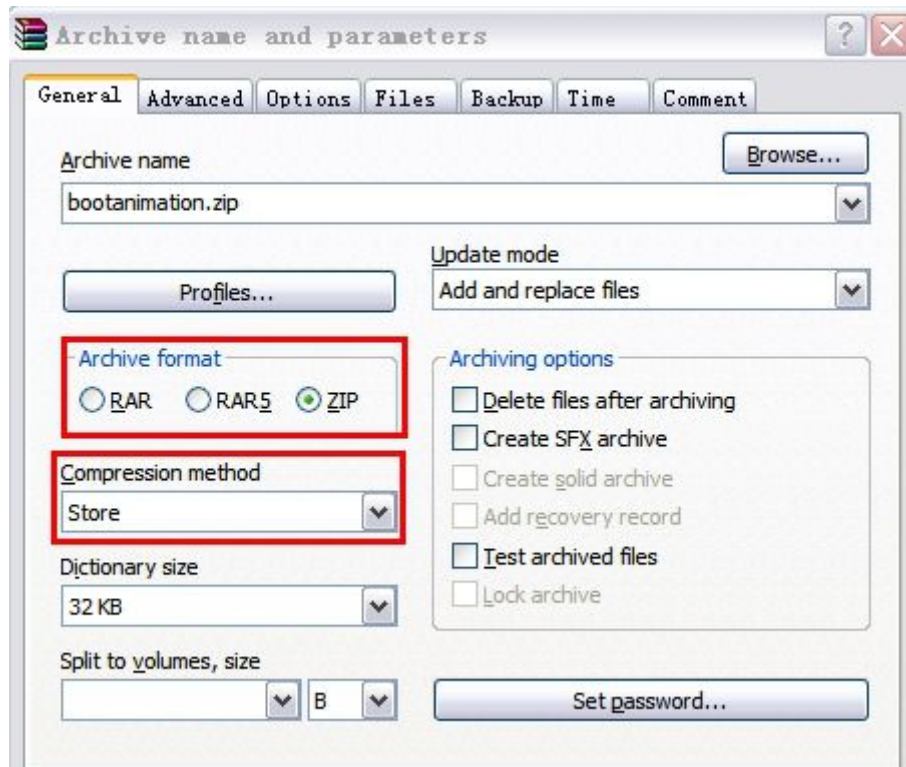 Archive name and parameters
General Advanced Options Files Backup Time Comment
Archive name
Browse...
bootanimation.zip
Update mode
Profiles...
Add and replace files
Archive format
RAR RAR5 ZIP
Archiving options
Delete files after archiving
Create SFX archive
Create solid archive
Add recovery record
Test archived files
Lock archive
Compression method
Store
Dictionary size
32 KB
Split to volumes, size
B
Set password...